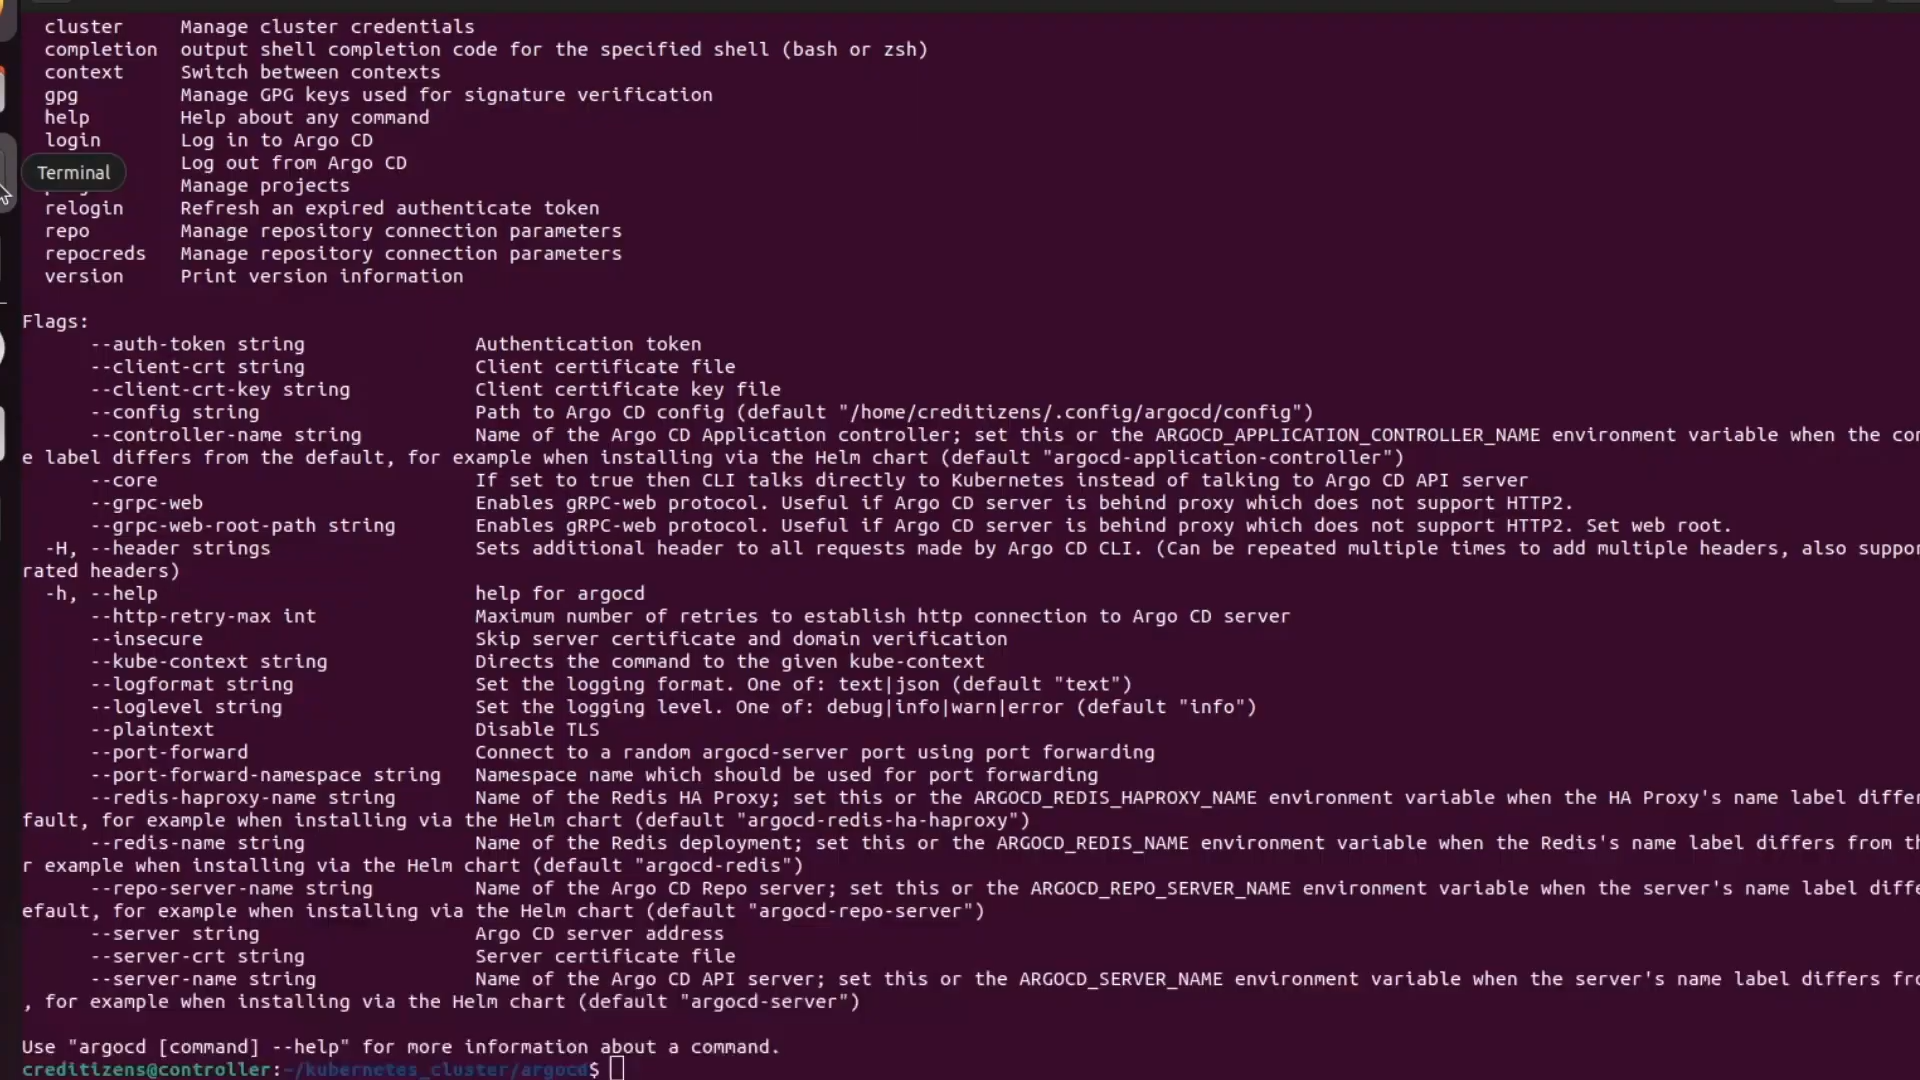 cluster Manage cluster credentials
completion output shell completion code for the specified shell (bash or zsh)
context Switch between contexts
gpg Manage GPG keys used for signature verification
help Help about any command
login Log in to Argo CD
Log out from Argo CD
Terminal
Manage projects
relogin Refresh an expired authenticate token
repo Manage repository connection parameters
repocreds Manage repository connection parameters
version Print version information
Flags:
--auth-token string Authentication token
--client-crt string Client certificate file
--client-crt-key string Client certificate key file
--config string Path to Argo CD config (default "/home/creditizens/.config/argocd/config")
--controller-name string Name of the Argo CD Application controller; set this or the ARGOCD_APPLICATION_CONTROLLER_NAME environment variable when the con
e label differs from the default, for example when installing via the Helm chart (default "argocd-application-controller")
--core If set to true then CLI talks directly to Kubernetes instead of talking to Argo CD API server
--grpc-web Enables gRPC-web protocol. Useful if Argo CD server is behind proxy which does not support HTTP2.
--grpc-web-root-path string Enables gRPC-web protocol. Useful if Argo CD server is behind proxy which does not support HTTP2. Set web root.
-H, --header strings Sets additional header to all requests made by Argo CD CLI. (Can be repeated multiple times to add multiple headers, also suppor
rated headers)
-h, --help help for argocd
--http-retry-max int Maximum number of retries to establish http connection to Argo CD server
--insecure Skip server certificate and domain verification
--kube-context string Directs the command to the given kube-context
--logformat string Set the logging format. One of: text|json (default "text")
--loglevel string Set the logging level. One of: debug|info|warn|error (default "info")
--plaintext Disable TLS
--port-forward Connect to a random argocd-server port using port forwarding
--port-forward-namespace string Namespace name which should be used for port forwarding
--redis-haproxy-name string Name of the Redis HA Proxy; set this or the ARGOCD_REDIS_HAPROXY_NAME environment variable when the HA Proxy's name label differ
fault, for example when installing via the Helm chart (default "argocd-redis-ha-haproxy")
--redis-name string Name of the Redis deployment; set this or the ARGOCD_REDIS_NAME environment variable when the Redis's name label differs from th
r example when installing via the Helm chart (default "argocd-redis")
--repo-server-name string Name of the Argo CD Repo server; set this or the ARGOCD_REPO_SERVER_NAME environment variable when the server's name label diffe
efault, for example when installing via the Helm chart (default "argocd-repo-server")
--server string Argo CD server address
--server-crt string Server certificate file
--server-name string Name of the Argo CD API server; set this or the ARGOCD_SERVER_NAME environment variable when the server's name label differs fro
, for example when installing via the Helm chart (default "argocd-server")
Use "argocd [command] --help" for more information about a command.
creditizens@controller:~/kubernetes_cluster/argocd$